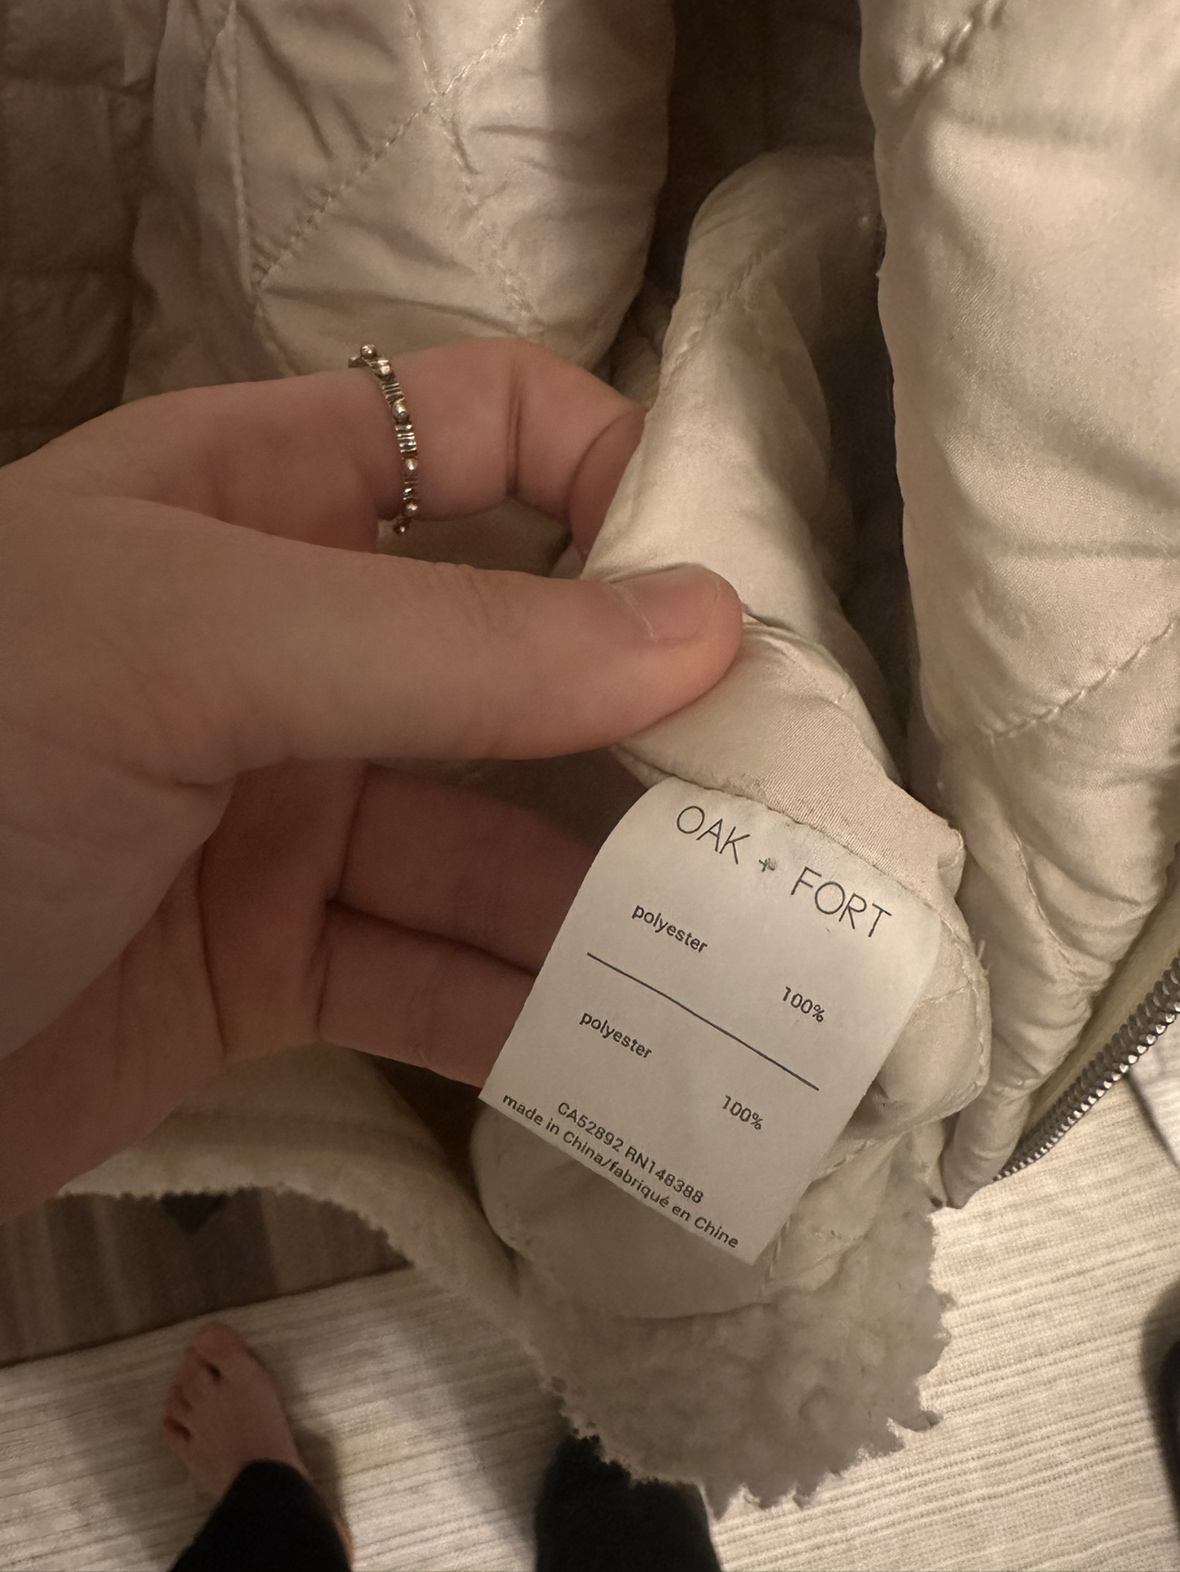 OAK + FORT
polyester
100%
polyester
100%
CA52892 RN148388
made in China/fabriqué en Chine